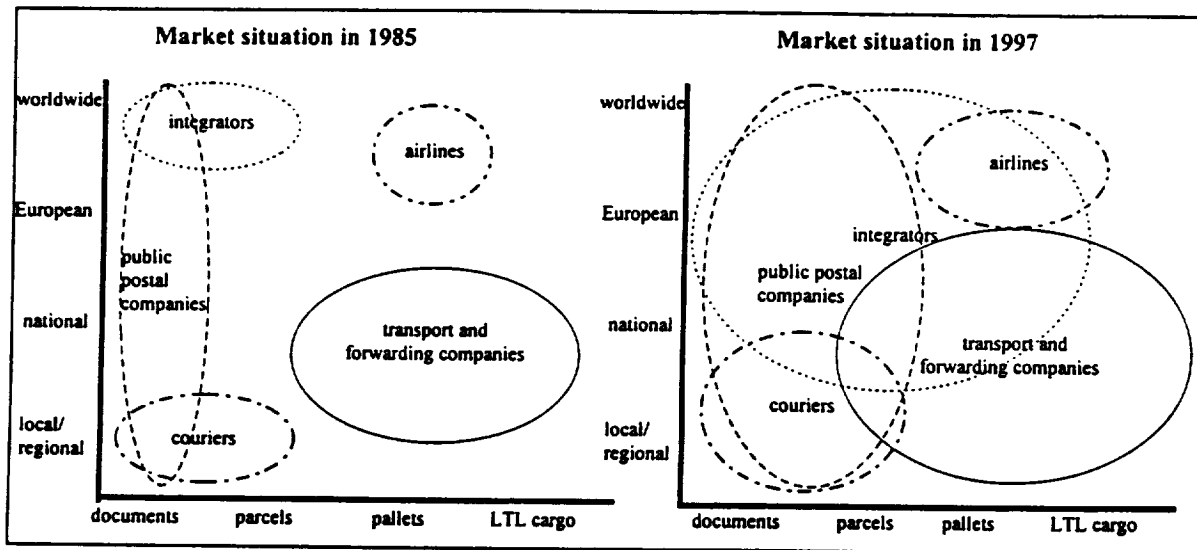 Market situation in 1985
worldwide
integrators
airlines
European
public
postal
companies
national
transport and
forwarding companies
local/
regional
couriers
documents parcels pallets LTL cargo
Market situation in 1997
worldwide
airlines
European
integrators
public postal
companies
national
transport and
forwarding companies
couriers
local/
regional
documents parcels pallets LTL cargo